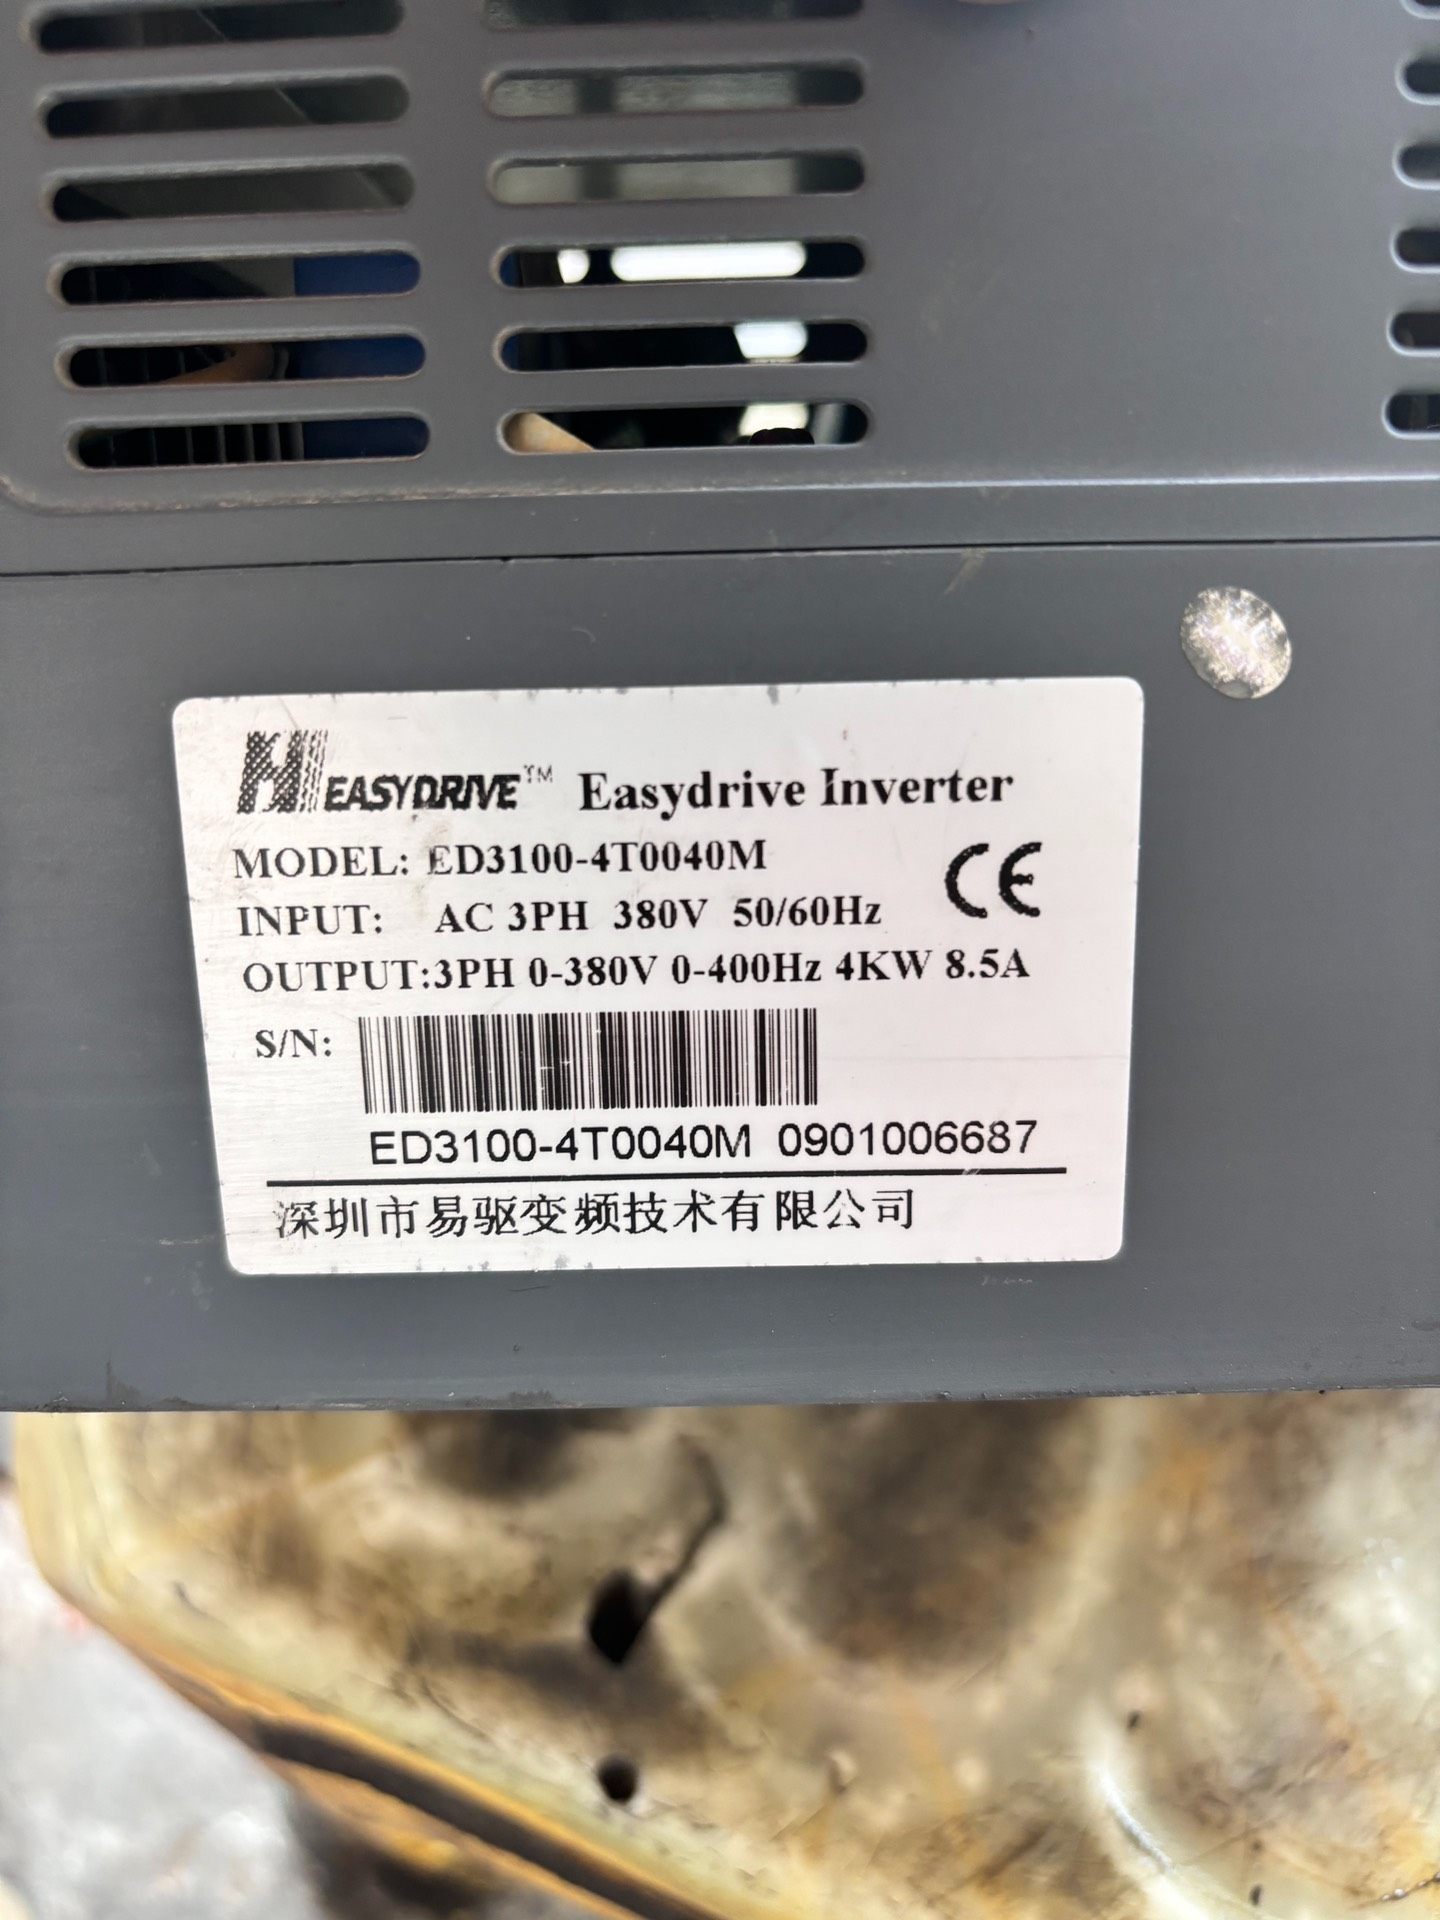 EASYDRIVE™ Easydrive Inverter
MODEL: ED3100-4T0040M
CE
INPUT: AC 3PH 380V 50/60Hz
OUTPUT:3PH 0-380V 0-400Hz 4KW 8.5A
S/N:
ED3100-4T0040M 0901006687
深圳市易驱变频技术有限公司